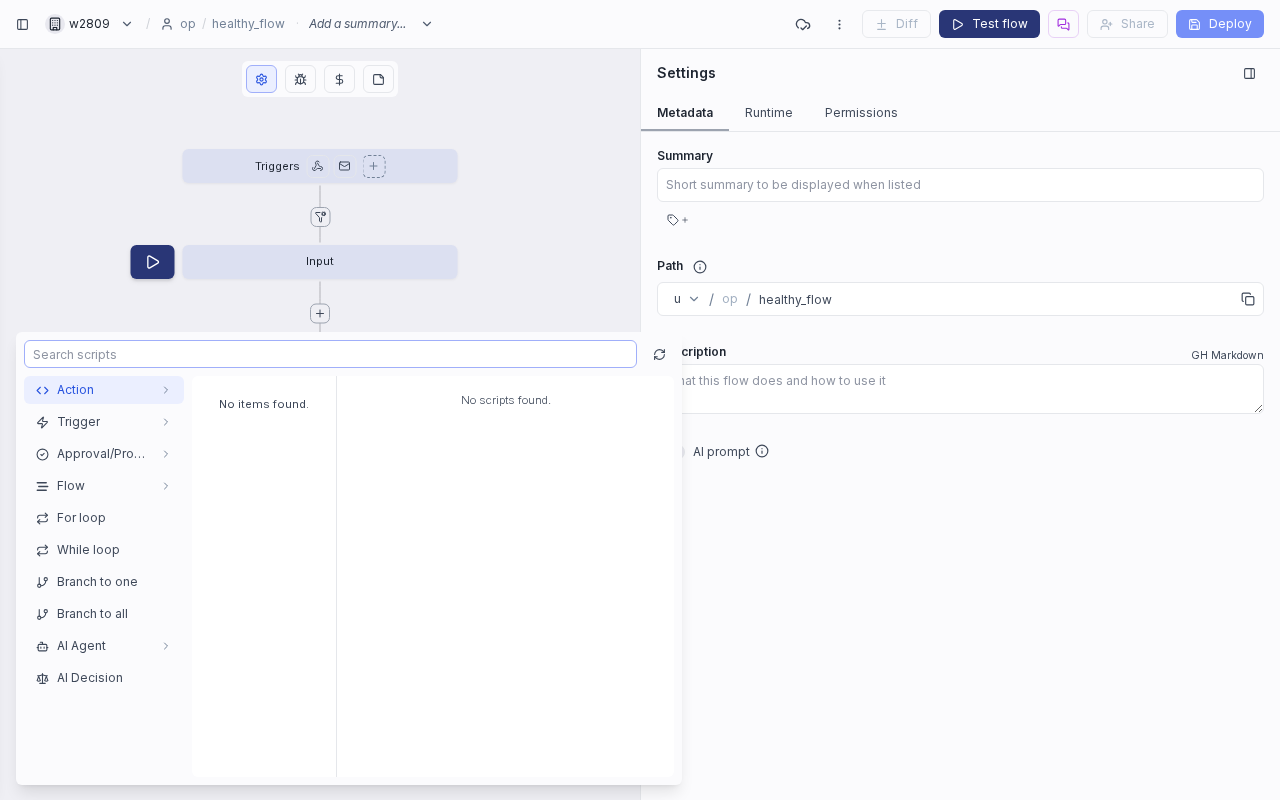 w2809 / op / healthy_flow · Add a summary...
Diff
Test flow
Share
Deploy
Settings
Metadata Runtime Permissions
Summary
Short summary to be displayed when listed
+
Path
u / op / healthy_flow
GH Markdown
this flow does and how to use it
AI prompt
Triggers
Input
Search scripts
Action
Trigger
Approval/Pro...
Flow
For loop
While loop
Branch to one
Branch to all
AI Agent
AI Decision
No items found.
No scripts found.